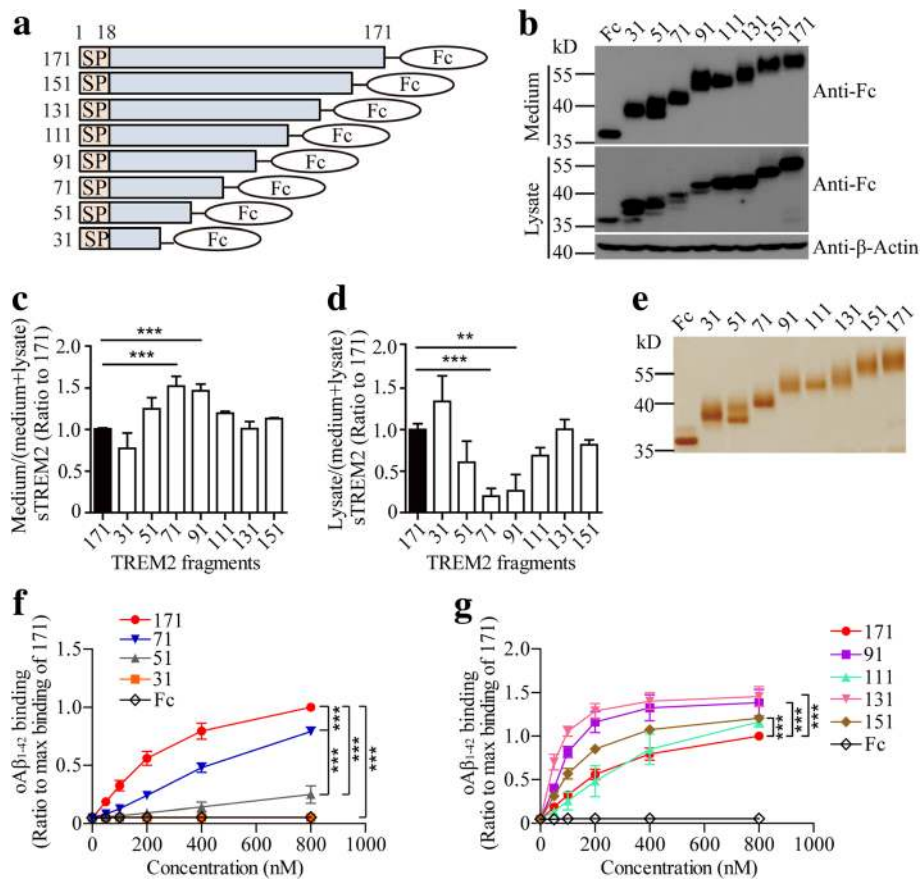 a
1 18 171
171 SP Fc
151 SP Fc
131 SP Fc
111 SP Fc
91 SP Fc
71 SP Fc
51 SP Fc
31 SP Fc
b
kD Fc 31 51 71 91 111 131 151 171
Medium
55
40
35
Anti-Fc
Lysate
55
40
35
Anti-Fc
40
Anti-β-Actin
c
Medium/(medium+lysate)
sTREM2 (Ratio to 171)
2.0
1.5
1.0
0.5
0
***
***
171 31 51 71 91 111 131 151
TREM2 fragments
d
Lysate/(medium+lysate)
sTREM2 (Ratio to 171)
2.0
1.5
1.0
0.5
0
**
***
171 31 51 71 91 111 131 151
TREM2 fragments
e
kD Fc 31 51 71 91 111 131 151 171
55
40
35
f
171
71
51
31
Fc
oAβ1-42 binding
(Ratio to max binding of 171)
1.5
1.0
0.5
0.0
*** *** *** ***
0 200 400 600 800 1000
Concentration (nM)
g
171
91
111
131
151
Fc
oAβ1-42 binding
(Ratio to max binding of 171)
2.0
1.5
1.0
0.5
0.0
*** *** ***
0 200 400 600 800 1000
Concentration (nM)